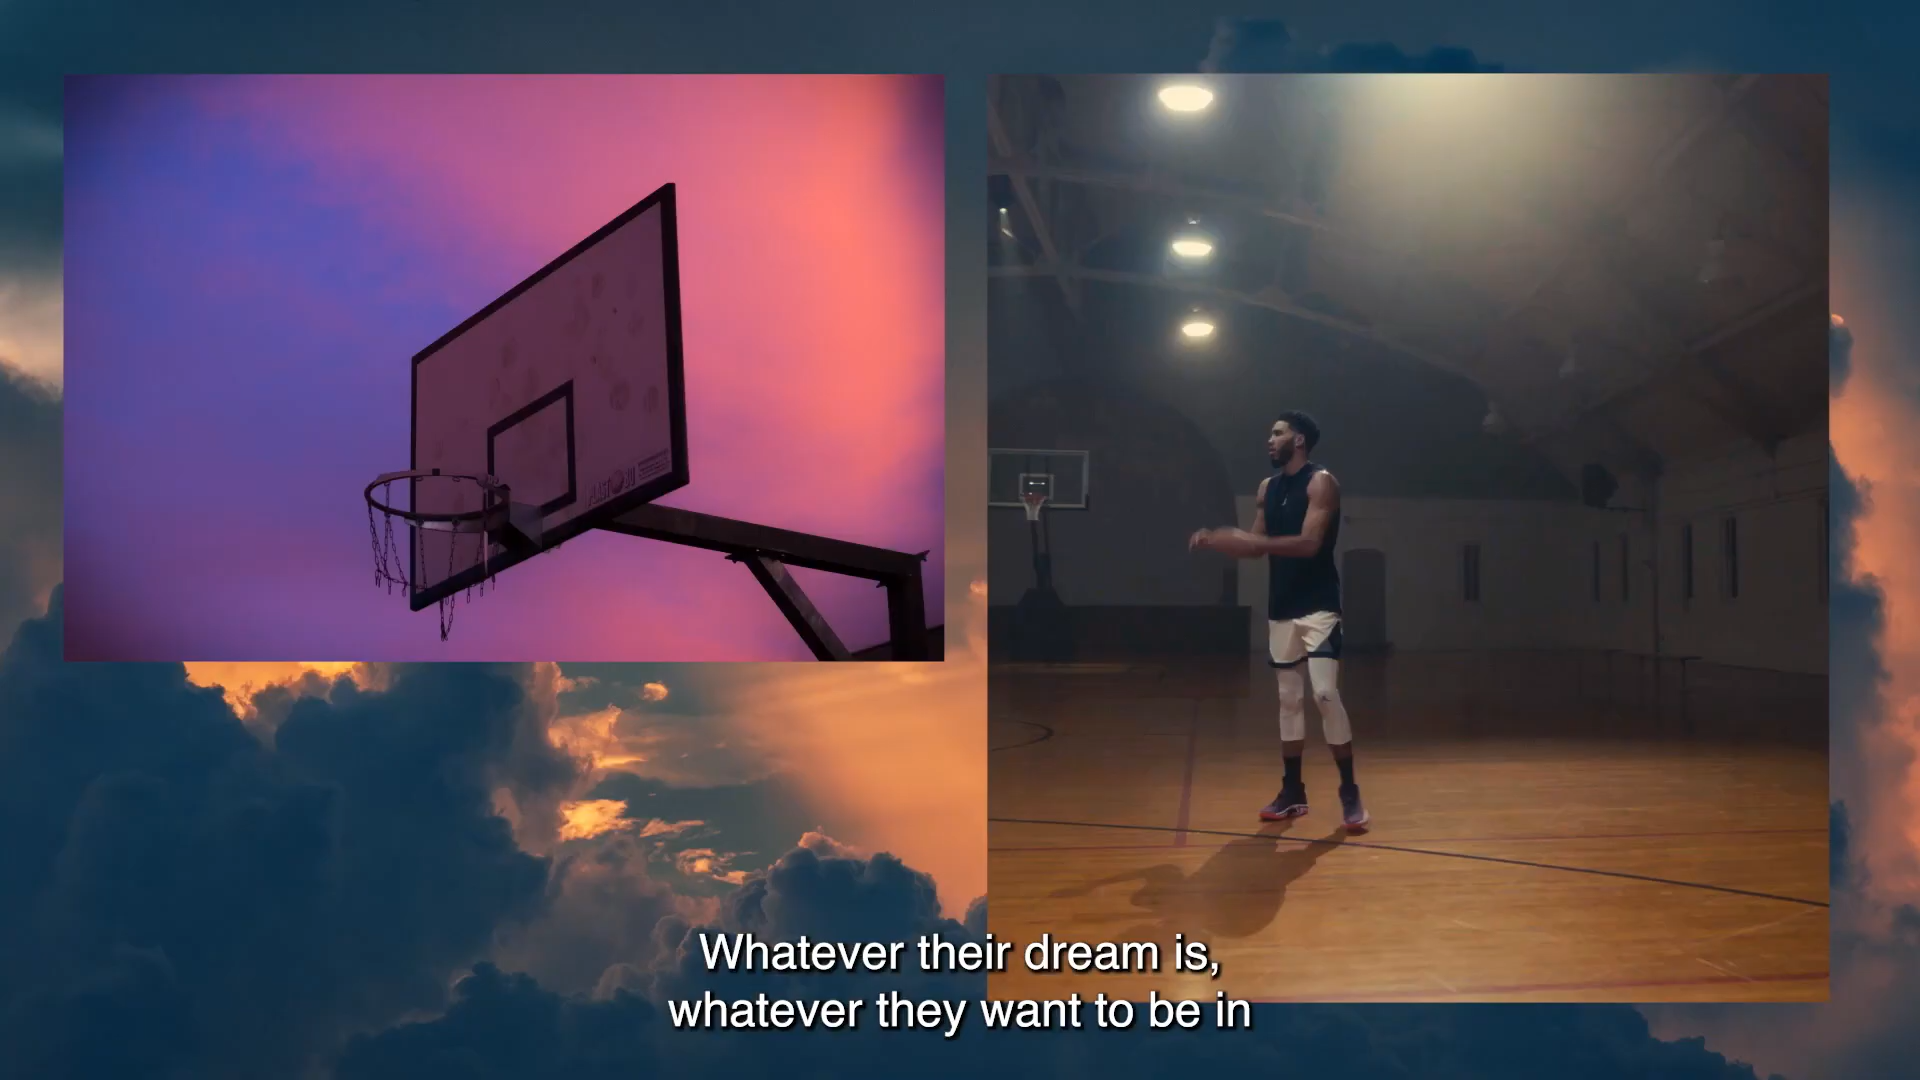 Whatever their dream is,
whatever they want to be in